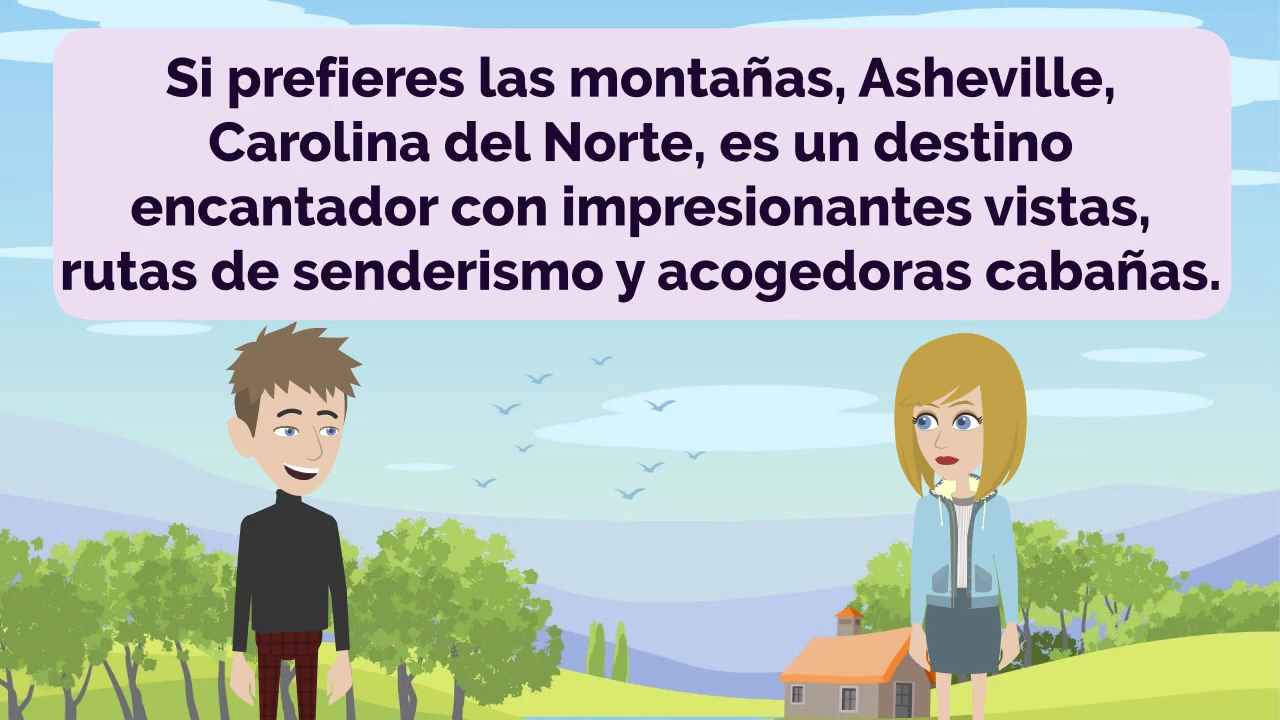 Si prefieres las montañas, Asheville,
Carolina del Norte, es un destino
encantador con impresionantes vistas,
rutas de senderismo y acogedoras cabañas.